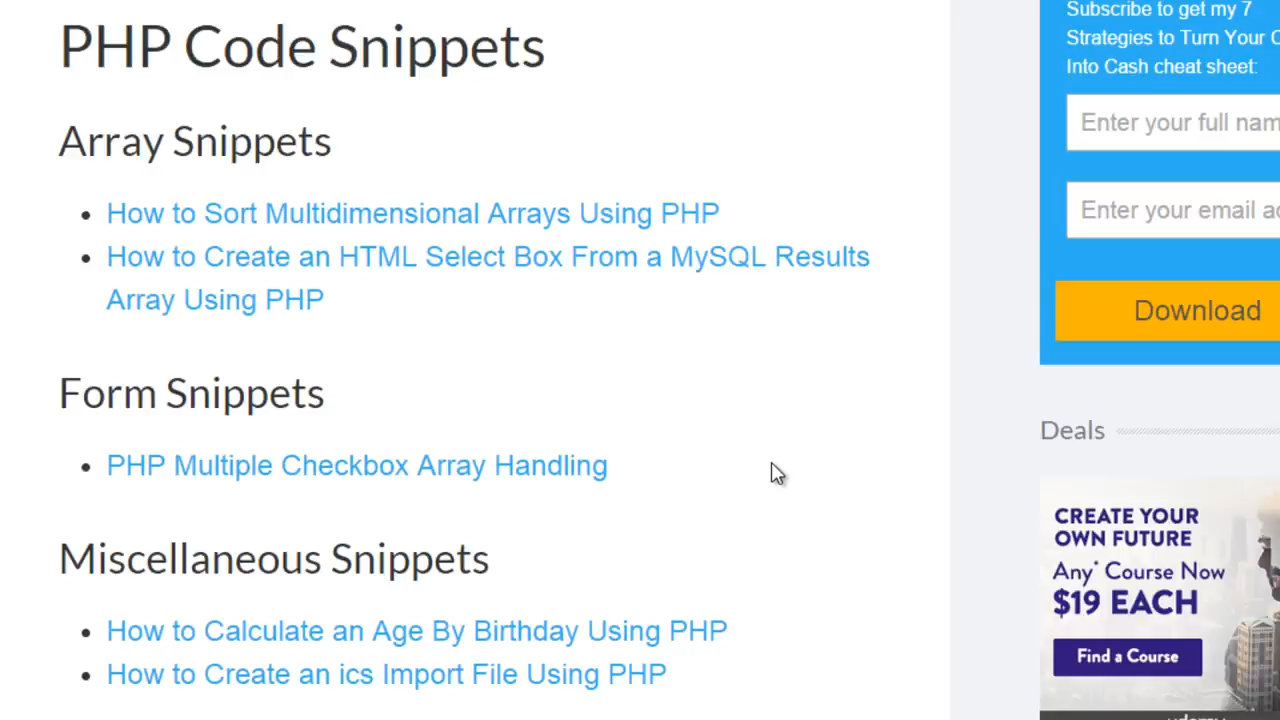 PHP Code Snippets
Array Snippets
How to Sort Multidimensional Arrays Using PHP
How to Create an HTML Select Box From a MySQL Results
Array Using PHP
Form Snippets
PHP Multiple Checkbox Array Handling
Miscellaneous Snippets
How to Calculate an Age By Birthday Using PHP
How to Create an ics Import File Using PHP
Subscribe to get my 7
Strategies to Turn Your
Into Cash cheat sheet:
Enter your full
Enter your email
Download
Deals
CREATE YOUR
OWN FUTURE
Any* Course Now
$19 EACH
Find a Course